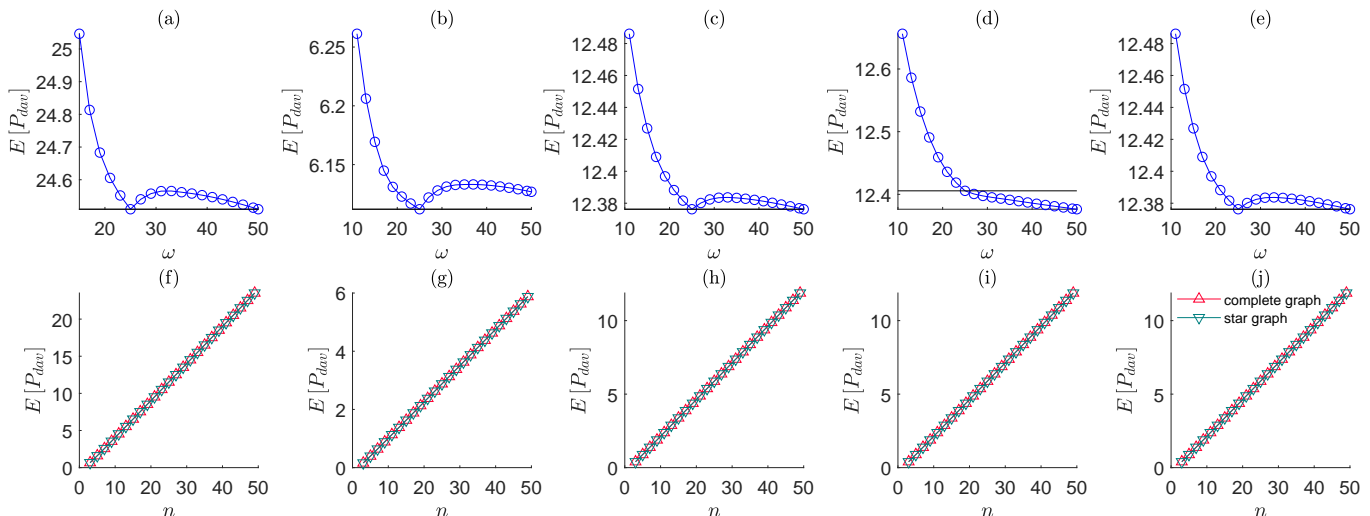 (a) (b) (c) (d) (e)
E [P_dav] 25 24.9 24.8 24.7 24.6 20 30 40 50 ω
E [P_dav] 6.25 6.2 6.15 10 20 30 40 50 ω
E [P_dav] 12.48 12.46 12.44 12.42 12.4 12.38 10 20 30 40 50 ω
E [P_dav] 12.6 12.5 12.4 10 20 30 40 50 ω
E [P_dav] 12.48 12.46 12.44 12.42 12.4 12.38 10 20 30 40 50 ω
(f) (g) (h) (i) (j)
E [P_dav] 20 15 10 5 0 0 10 20 30 40 50 n
E [P_dav] 6 4 2 0 0 10 20 30 40 50 n
E [P_dav] 10 5 0 0 10 20 30 40 50 n
E [P_dav] 10 5 0 0 10 20 30 40 50 n
E [P_dav] 10 5 0 0 10 20 30 40 50 n
complete graph
star graph